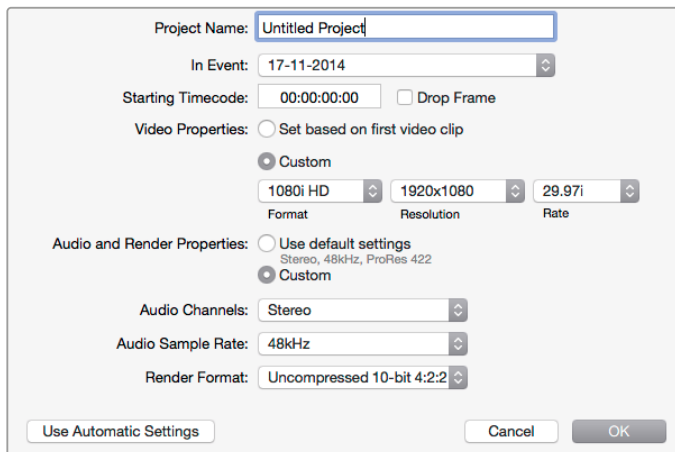 Project Name: Untitled Project
In Event: 17-11-2014
Starting Timecode: 00:00:00:00 Drop Frame
Video Properties: Set based on first video clip
Custom
1080i HD 1920x1080 29.97i
Format Resolution Rate
Audio and Render Properties: Use default settings
Stereo, 48kHz, ProRes 422
Custom
Audio Channels: Stereo
Audio Sample Rate: 48kHz
Render Format: Uncompressed 10-bit 4:2:2
Use Automatic Settings Cancel OK